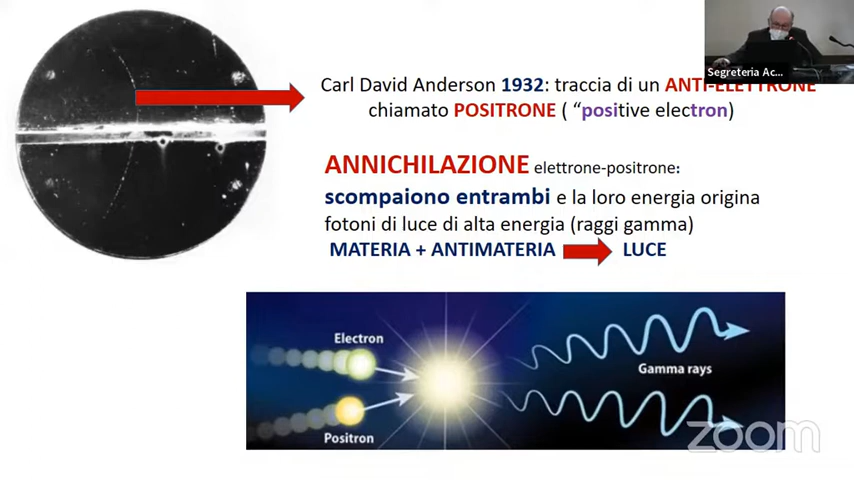 Segreteria Ac...
Carl David Anderson 1932: traccia di un ANTI-ELETTRONE
chiamato POSITRONE ( “positive electron)
ANNICHILAZIONE elettrone-positrone:
scompaiono entrambi e la loro energia origina
fotoni di luce di alta energia (raggi gamma)
MATERIA + ANTIMATERIA LUCE
Electron
Gamma rays
Positron
zoom